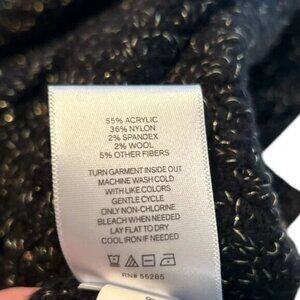 55% ACRYLIC
36% NYLON
2% SPANDEX
2% WOOL
5% OTHER FIBERS
TURN GARMENT INSIDE OUT
MACHINE WASH COLD
WITH LIKE COLORS
GENTLE CYCLE
ONLY NON-CHLORINE
BLEACH WHEN NEEDED
LAY FLAT TO DRY
COOL IRON IF NEEDED
RN# 55285